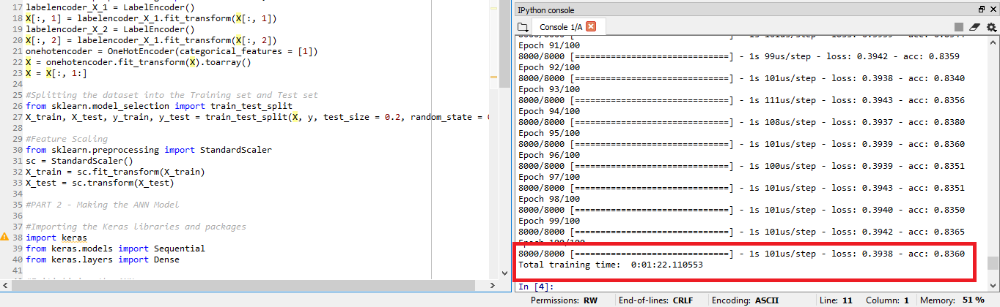 17 labelencoder_X_1 = LabelEncoder()
18 X[:, 1] = labelencoder_X_1.fit_transform(X[:, 1])
19 labelencoder_X_2 = LabelEncoder()
20 X[:, 2] = labelencoder_X_1.fit_transform(X[:, 2])
21 onehotencoder = OneHotEncoder(categorical_features = [1])
22 X = onehotencoder.fit_transform(X).toarray()
23 X = X[:, 1:]
24
25 #Splitting the dataset into the Training set and Test set
26 from sklearn.model_selection import train_test_split
27 X_train, X_test, y_train, y_test = train_test_split(X, y, test_size = 0.2, random_state =
28
29 #Feature Scaling
30 from sklearn.preprocessing import StandardScaler
31 sc = StandardScaler()
32 X_train = sc.fit_transform(X_train)
33 X_test = sc.transform(X_test)
34
35 #PART 2 - Making the ANN Model
36
37 #Importing the Keras libraries and packages
38 import keras
39 from keras.models import Sequential
40 from keras.layers import Dense
41
IPython console
Console 1/A
Epoch 91/100
8000/8000 [==============================] - 1s 99us/step - loss: 0.3942 - acc: 0.8359
Epoch 92/100
8000/8000 [==============================] - 1s 101us/step - loss: 0.3938 - acc: 0.8340
Epoch 93/100
8000/8000 [==============================] - 1s 111us/step - loss: 0.3943 - acc: 0.8356
Epoch 94/100
8000/8000 [==============================] - 1s 108us/step - loss: 0.3937 - acc: 0.8380
Epoch 95/100
8000/8000 [==============================] - 1s 101us/step - loss: 0.3939 - acc: 0.8360
Epoch 96/100
8000/8000 [==============================] - 1s 100us/step - loss: 0.3939 - acc: 0.8351
Epoch 97/100
8000/8000 [==============================] - 1s 101us/step - loss: 0.3943 - acc: 0.8351
Epoch 98/100
8000/8000 [==============================] - 1s 101us/step - loss: 0.3940 - acc: 0.8350
Epoch 99/100
8000/8000 [==============================] - 1s 101us/step - loss: 0.3942 - acc: 0.8365
Epoch 100/100
8000/8000 [==============================] - 1s 101us/step - loss: 0.3938 - acc: 0.8360
Total training time:  0:01:22.110553
In [4]:
Permissions: RW End-of-lines: CRLF Encoding: ASCII Line: 11 Column: 1 Memory: 51 %